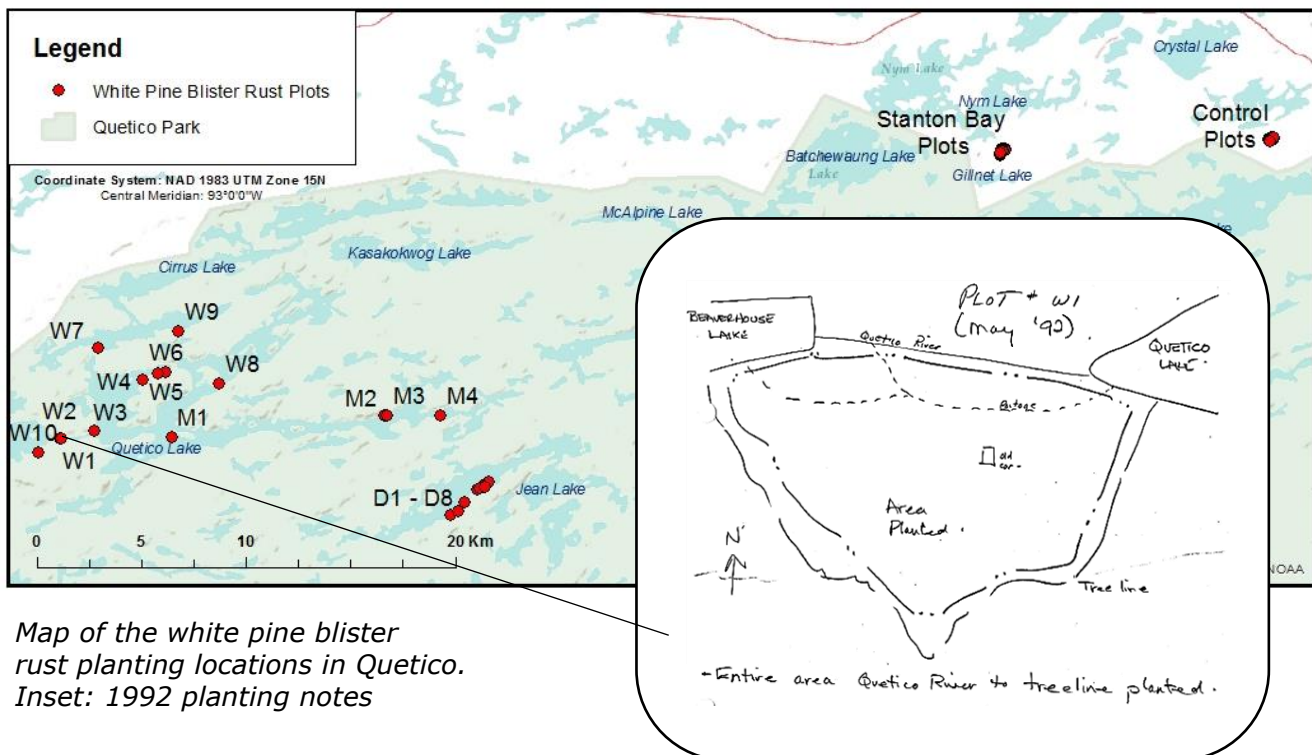 Legend
White Pine Blister Rust Plots
Quetico Park
Coordinate System: NAD 1983 UTM Zone 15N
Central Meridian: 93°0'0"W
Crystal Lake
Nym Lake
Nym Lake
Stanton Bay
Plots
Control
Plots
Batchewaung Lake
Lake
Gillnet Lake
McAlpine Lake
Kasakokwog Lake
Cirrus Lake
W9
W7
W6
W8
W4
W5
M2
M3
M4
W2
W3
M1
W10
Quetico Lake
W1
D1 - D8
Jean Lake
0
5
10
20 Km
NOAA
PLOT # W1
(May '92)
BEAVERHOUSE
LAKE
Quetico River
QUETICO
LAKE
Portage
old
car
Area
Planted.
N
Tree line
- Entire area Quetico River to treeline planted.
Map of the white pine blister
rust planting locations in Quetico.
Inset: 1992 planting notes